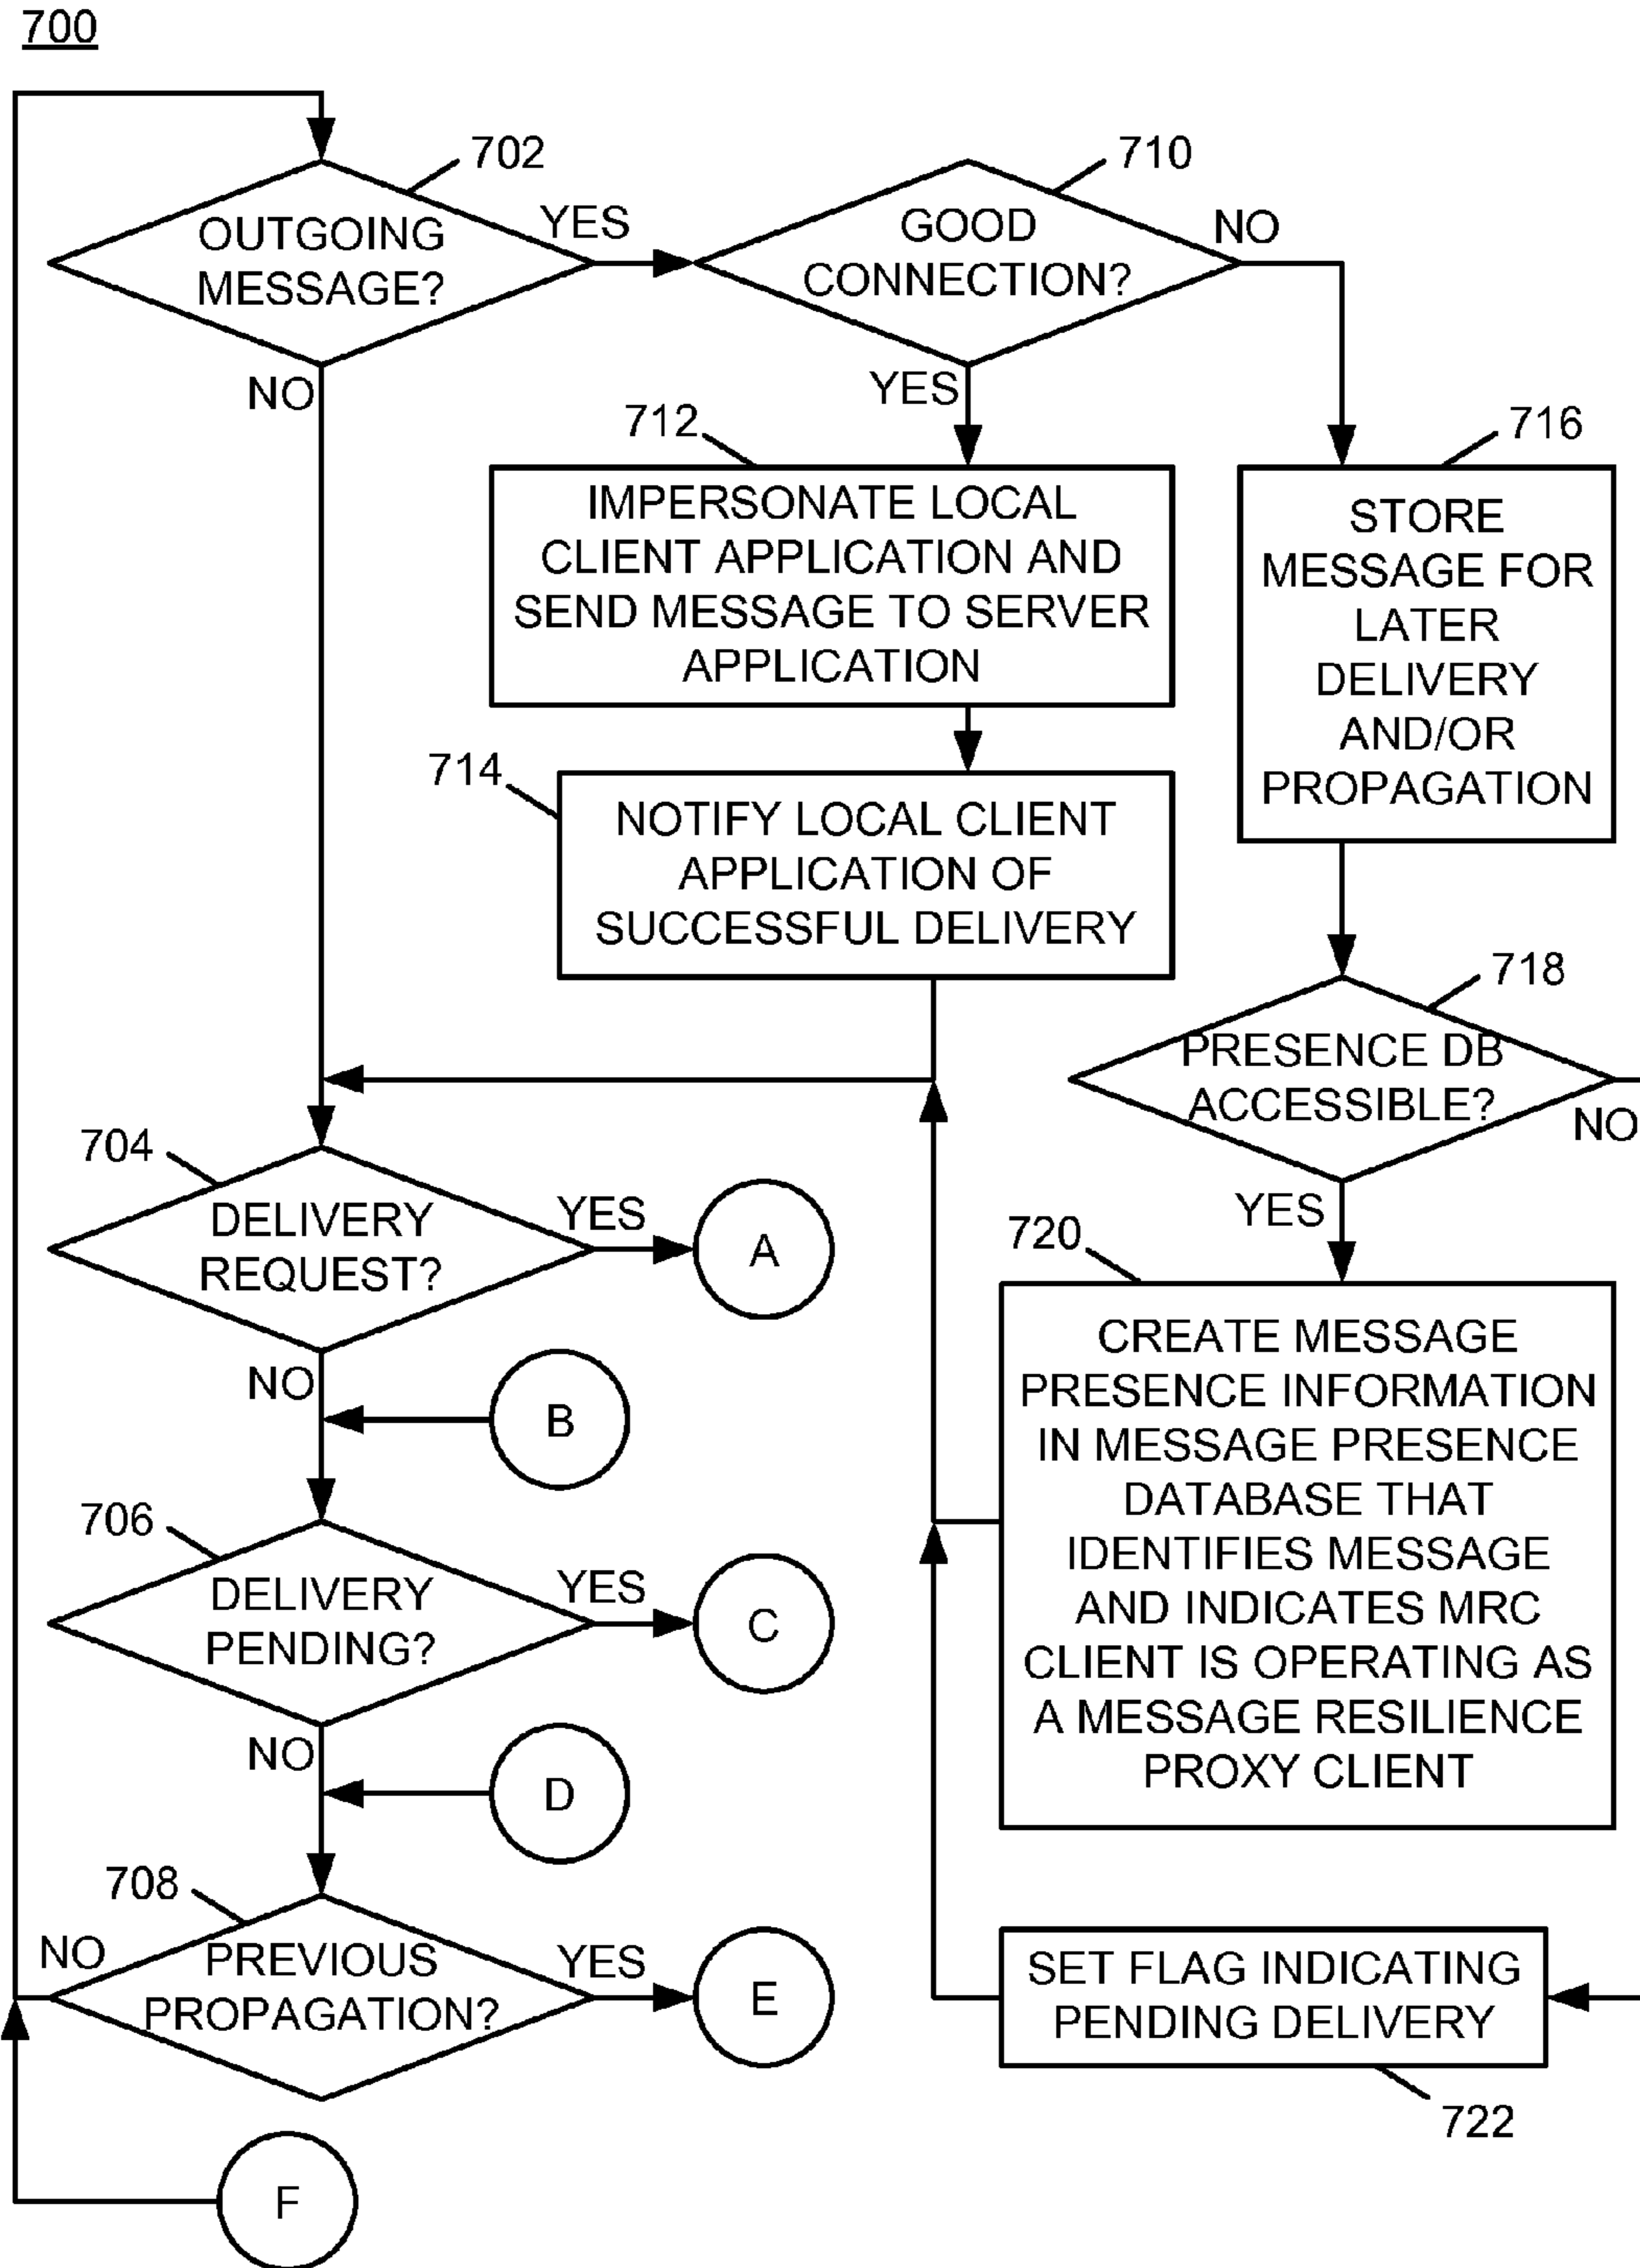 700
702
OUTGOING
MESSAGE?
YES
NO
710
GOOD
CONNECTION?
NO
YES
712
IMPERSONATE LOCAL
CLIENT APPLICATION AND
SEND MESSAGE TO SERVER
APPLICATION
716
STORE
MESSAGE FOR
LATER
DELIVERY
AND/OR
PROPAGATION
714
NOTIFY LOCAL CLIENT
APPLICATION OF
SUCCESSFUL DELIVERY
718
PRESENCE DB
ACCESSIBLE?
NO
YES
704
DELIVERY
REQUEST?
YES
A
NO
B
720
CREATE MESSAGE
PRESENCE INFORMATION
IN MESSAGE PRESENCE
DATABASE THAT
IDENTIFIES MESSAGE
AND INDICATES MRC
CLIENT IS OPERATING AS
A MESSAGE RESILIENCE
PROXY CLIENT
706
DELIVERY
PENDING?
YES
C
NO
D
708
PREVIOUS
PROPAGATION?
NO
YES
E
SET FLAG INDICATING
PENDING DELIVERY
722
F